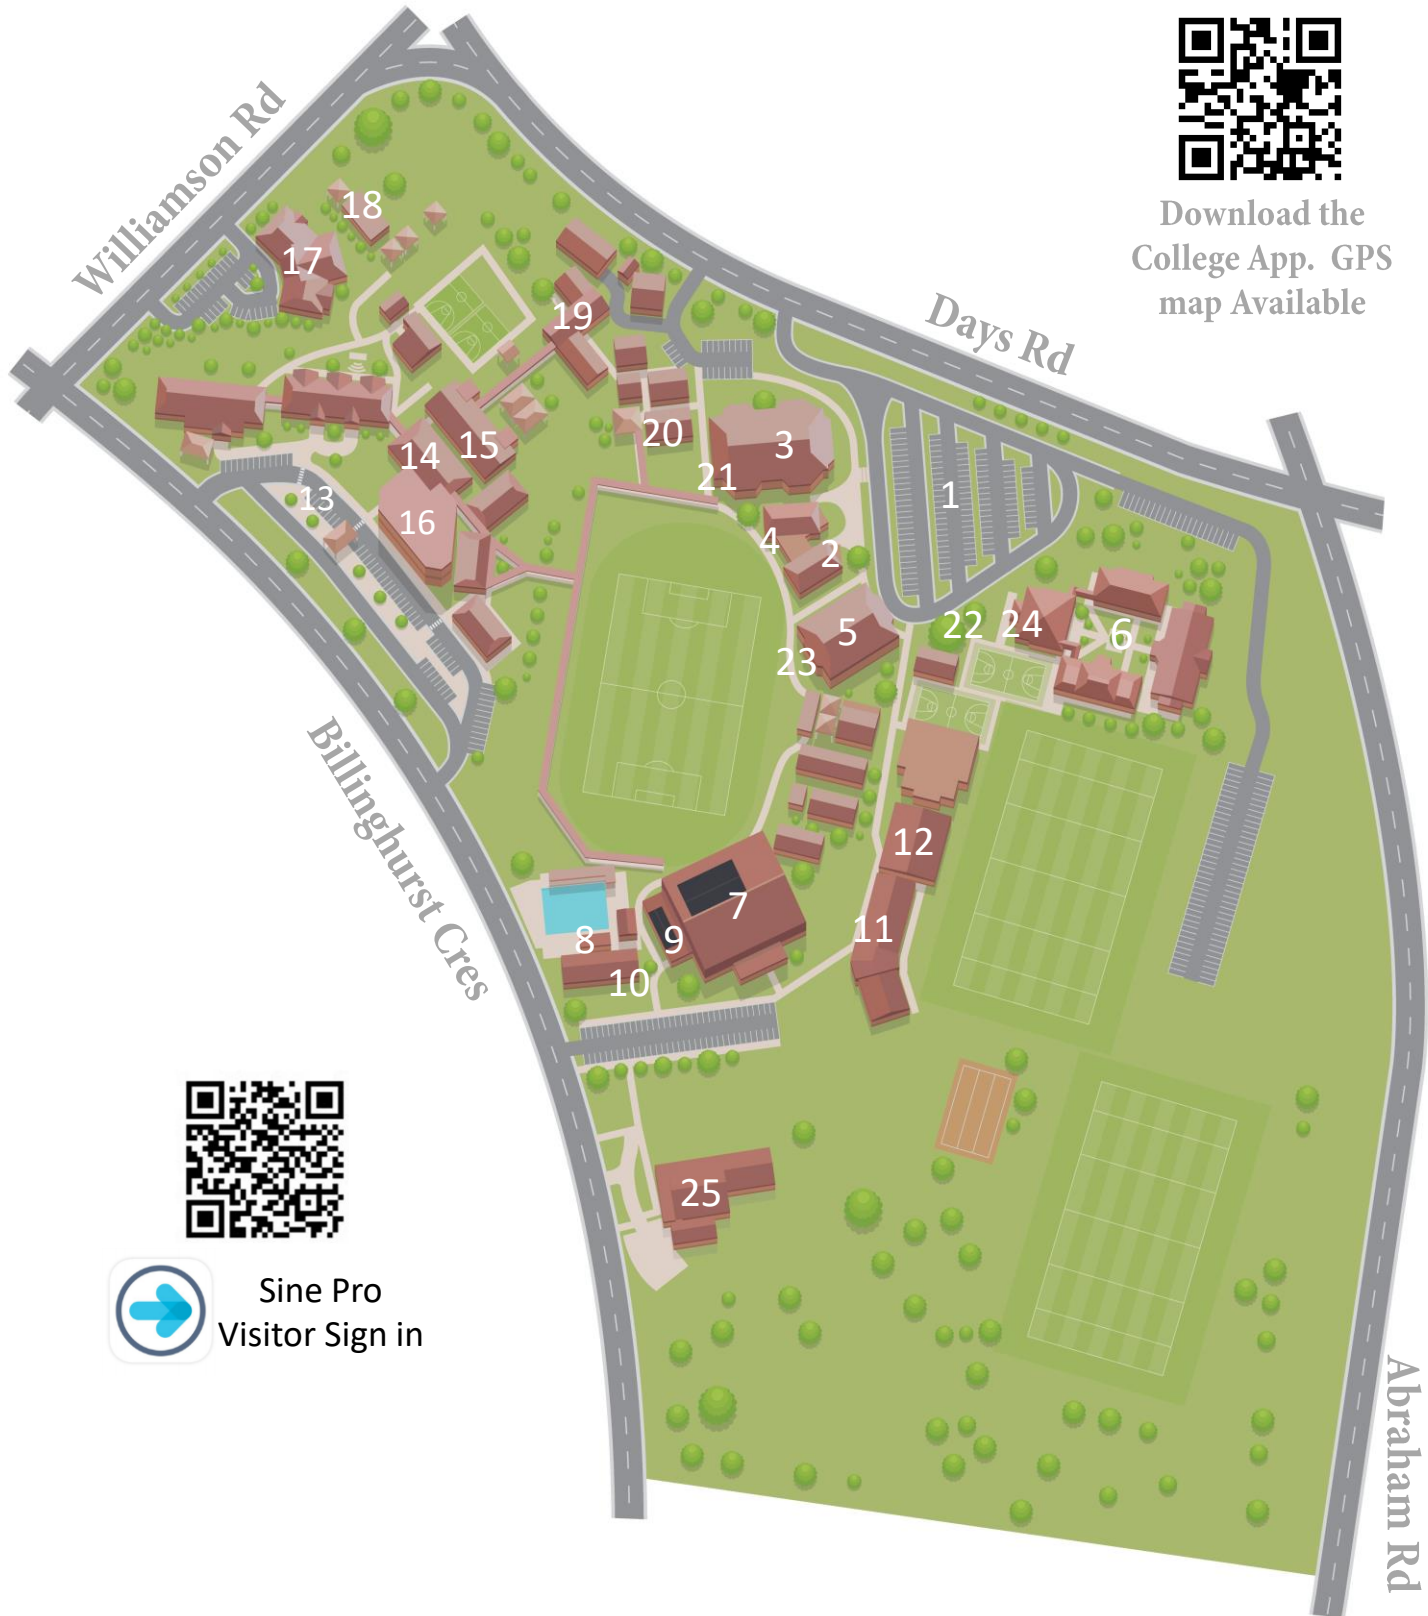 Download the
College App. GPS
map Available
Williamson Rd
Days Rd
18
17
19
20
3
21
1
14
15
13
16
4
2
5
22
24
6
23
12
7
11
8
9
10
Billinghurst Cres
25
Sine Pro
Visitor Sign in
Abraham Rd